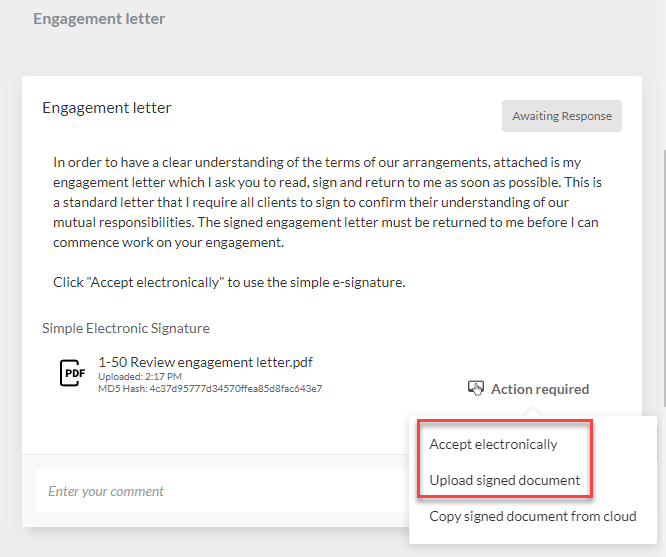 Engagement letter
Engagement letter
Awaiting Response
In order to have a clear understanding of the terms of our arrangements, attached is my
engagement letter which I ask you to read, sign and return to me as soon as possible. This is
a standard letter that I require all clients to sign to confirm their understanding of our
mutual responsibilities. The signed engagement letter must be returned to me before I can
commence work on your engagement.
Click "Accept electronically" to use the simple e-signature.
Simple Electronic Signature
PDF
1-50 Review engagement letter.pdf
Uploaded: 2:17 PM
MD5 Hash: 4c37d95777d34570ffea85d8fac643e7
Action required
Accept electronically
Upload signed document
Copy signed document from cloud
Enter your comment